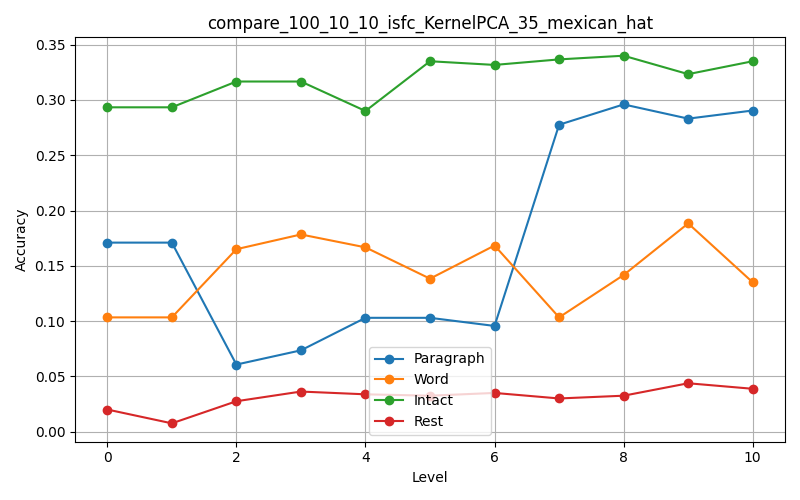 compare_100_10_10_isfc_KernelPCA_35_mexican_hat
0.35
0.30
0.25
0.20
0.15
0.10
0.05
0.00
Accuracy
Paragraph
Word
Intact
Rest
0 2 4 6 8 10
Level